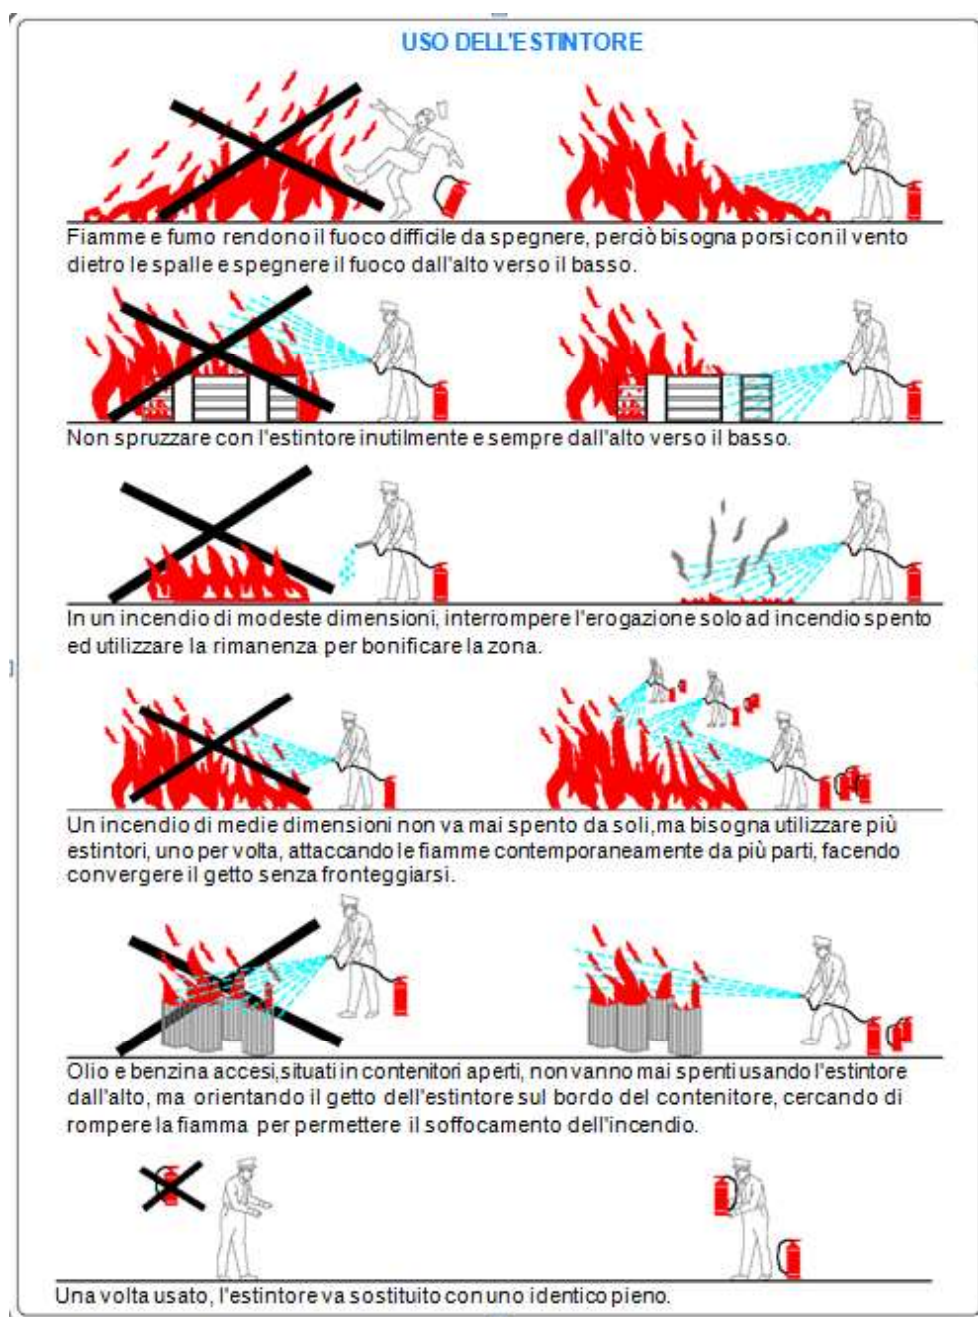 USO DELL'ESTINTORE
Fiamme e fumo rendono il fuoco difficile da spegnere, perciò bisogna porsi con il vento
dietro le spalle e spegnere il fuoco dall'alto verso il basso.
Non spruzzare con l'estintore inutilmente e sempre dall'alto verso il basso.
In un incendio di modeste dimensioni, interrompere l'erogazione solo ad incendio spento
ed utilizzare la rimanenza per bonificare la zona.
Un incendio di medie dimensioni non va mai spento da soli,ma bisogna utilizzare più
estintori, uno per volta, attaccando le fiamme contemporaneamente da più parti, facendo
convergere il getto senza fronteggiarsi.
Olio e benzina accesi,situati in contenitori aperti, non vanno mai spenti usando l'estintore
dall'alto, ma orientando il getto dell'estintore sul bordo del contenitore, cercando di
rompere la fiamma per permettere il soffocamento dell'incendio.
Una volta usato, l'estintore va sostituito con uno identico pieno.